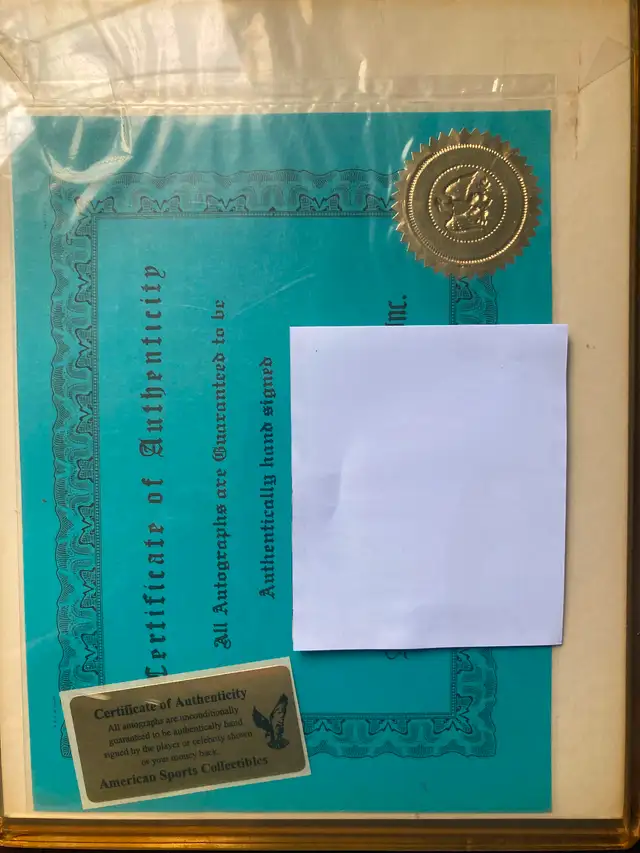 Certificate of Authenticity
All Autographs are Guaranteed to be
Authentically hand signed
Inc.
Certificate of Authenticity
All autographs are unconditionally
guaranteed to be authentically hand
signed by the player or celebrity shown
or your money back.
American Sports Collectibles